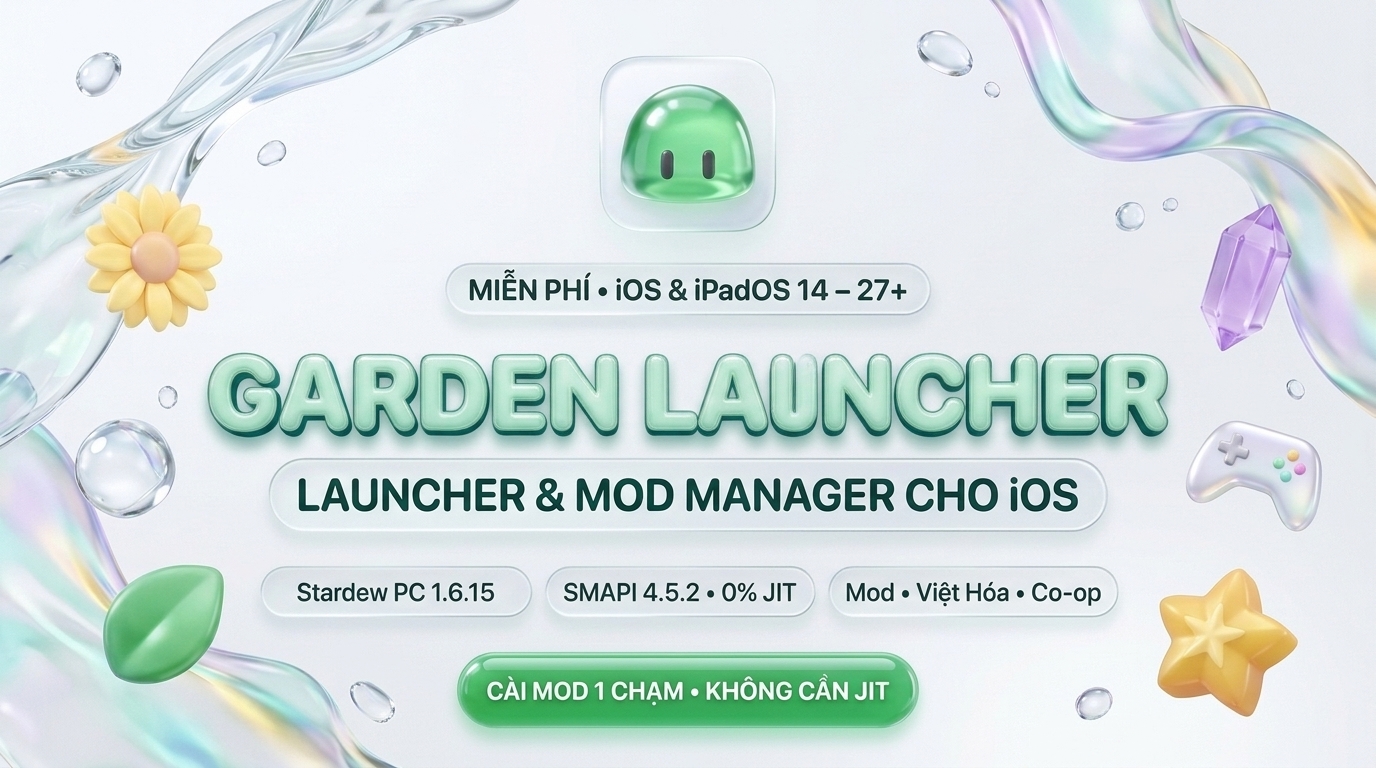 MIỄN PHÍ • iOS & iPadOS 14 – 27+
GARDEN LAUNCHER
LAUNCHER & MOD MANAGER CHO iOS
Stardew PC 1.6.15
SMAPI 4.5.2 • 0% JIT
Mod • Việt Hóa • Co-op
CÀI MOD 1 CHẠM • KHÔNG CẦN JIT